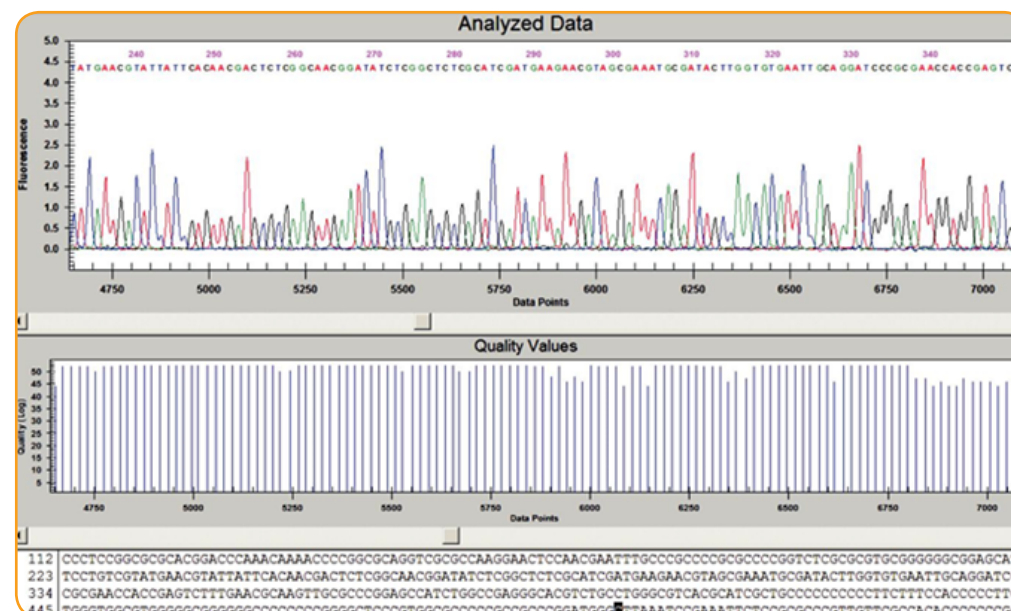 Analyzed Data
5.0
240 250 260 270 280 290 300 310 320 330 340
4.5
TATGAACGTATTATTCACAACGACTCTCGGCAACGGATATCTCGGCTCTCGCATCGATGAAGAACGTAGCGAAATGCGATACTTGGTGTGAATTGCAGGATCCCGCGAACCACCGAGTC
4.0
3.5
3.0
2.5
2.0
1.5
1.0
0.5
0.0
Fluorescence
4750 5000 5250 5500 5750 6000 6250 6500 6750 7000
Data Points
Quality Values
50
45
40
35
30
25
20
15
10
5
Quality (Log)
4750 5000 5250 5500 5750 6000 6250 6500 6750 7000
Data Points
112 CCCTCCGGCGCGCACGGACCCAAACAAAACCCCGGCGCAGGTCGCGCCAAGGAACTCCAACGAATTTGCCCGCCCCGCGCCCCGGTCTCGCGCGTGCGGGGGGCGGAGCA
223 TCCTGTCGTATGAACGTATTATTCACAACGACTCTCGGCAACGGATATCTCGGCTCTCGCATCGATGAAGAACGTAGCGAAATGCGATACTTGGTGTGAATTGCAGGATC
334 CGCGAACCACCGAGTCTTTGAACGCAAGTTGCGCCCGGAGCCATCTGGCCGAGGGCACGTCTGCCTGGGCGTCACGCATCGCTGCCCCCCCCCCCTTCTTTCCACCCCCTT
445